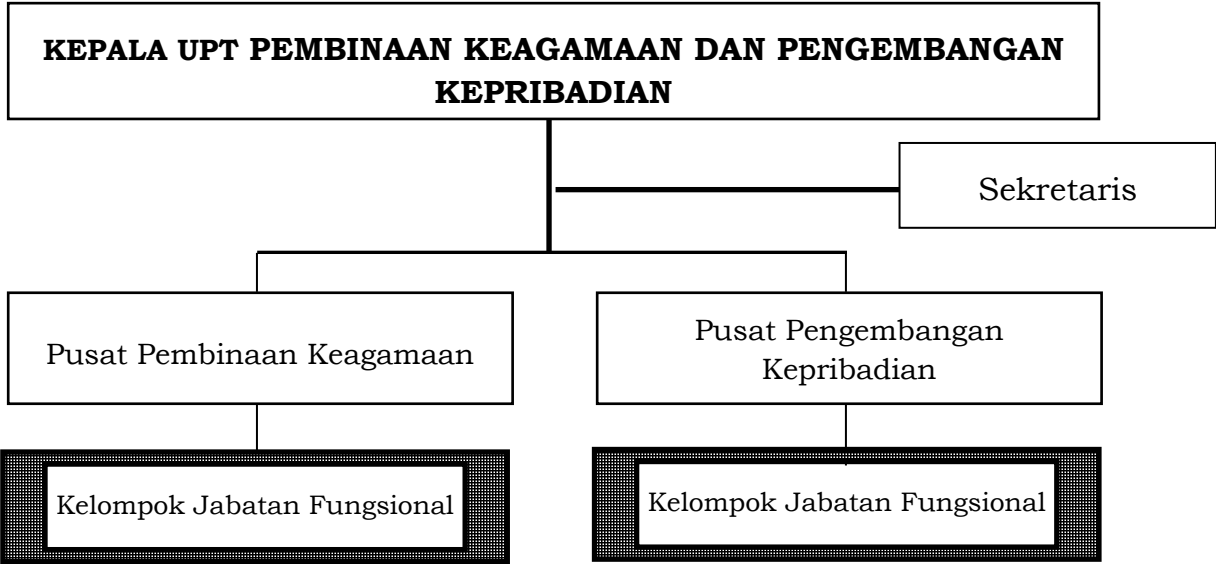 KEPALA UPT PEMBINAAN KEAGAMAAN DAN PENGEMBANGAN
KEPRIBADIAN
Sekretaris
Pusat Pembinaan Keagamaan
Pusat Pengembangan
Kepribadian
Kelompok Jabatan Fungsional
Kelompok Jabatan Fungsional